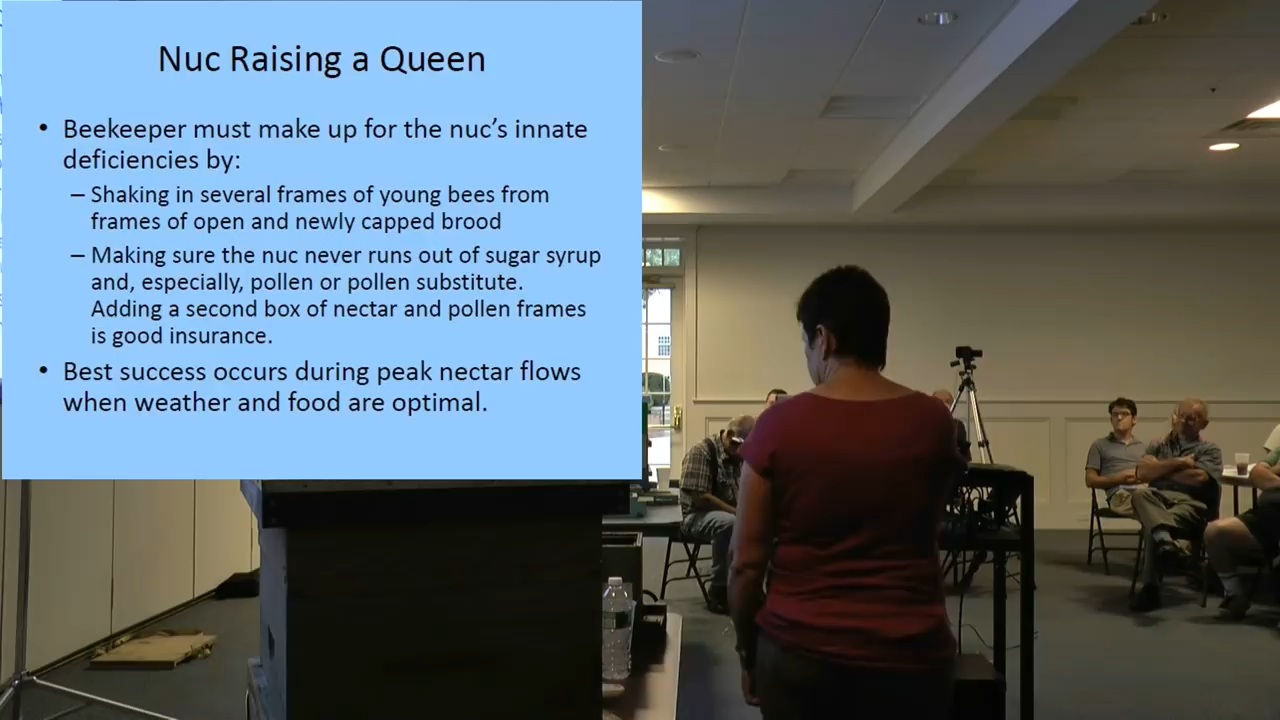 Nuc Raising a Queen
• Beekeeper must make up for the nuc’s innate
deficiencies by:
– Shaking in several frames of young bees from
frames of open and newly capped brood
– Making sure the nuc never runs out of sugar syrup
and, especially, pollen or pollen substitute.
Adding a second box of nectar and pollen frames
is good insurance.
• Best success occurs during peak nectar flows
when weather and food are optimal.